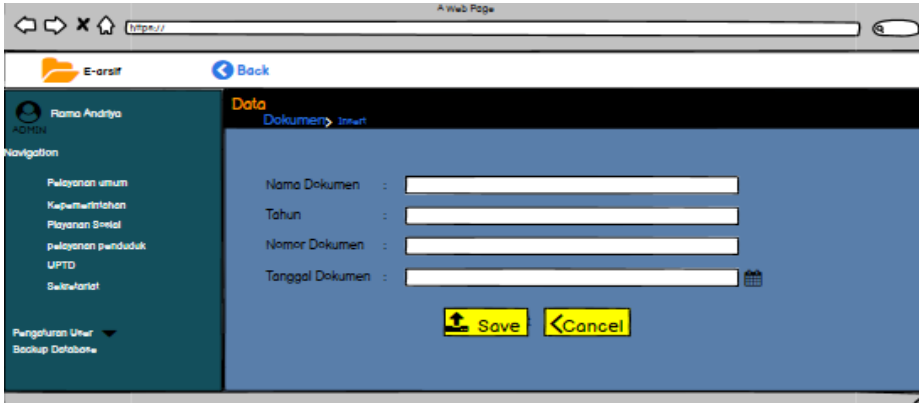 A Web Page
https://
E-arsif
Back
Rama Andriya
ADMIN
Navigation
Pelayanan umum
Kepemerintahan
Playanan Sosial
pelayanan penduduk
UPTD
Sekretariat
Pengaturan User
Backup Database
Data
Dokumen> Insert
Nama Dokumen :
Tahun :
Nomor Dokumen :
Tanggal Dokumen :
Save
Cancel